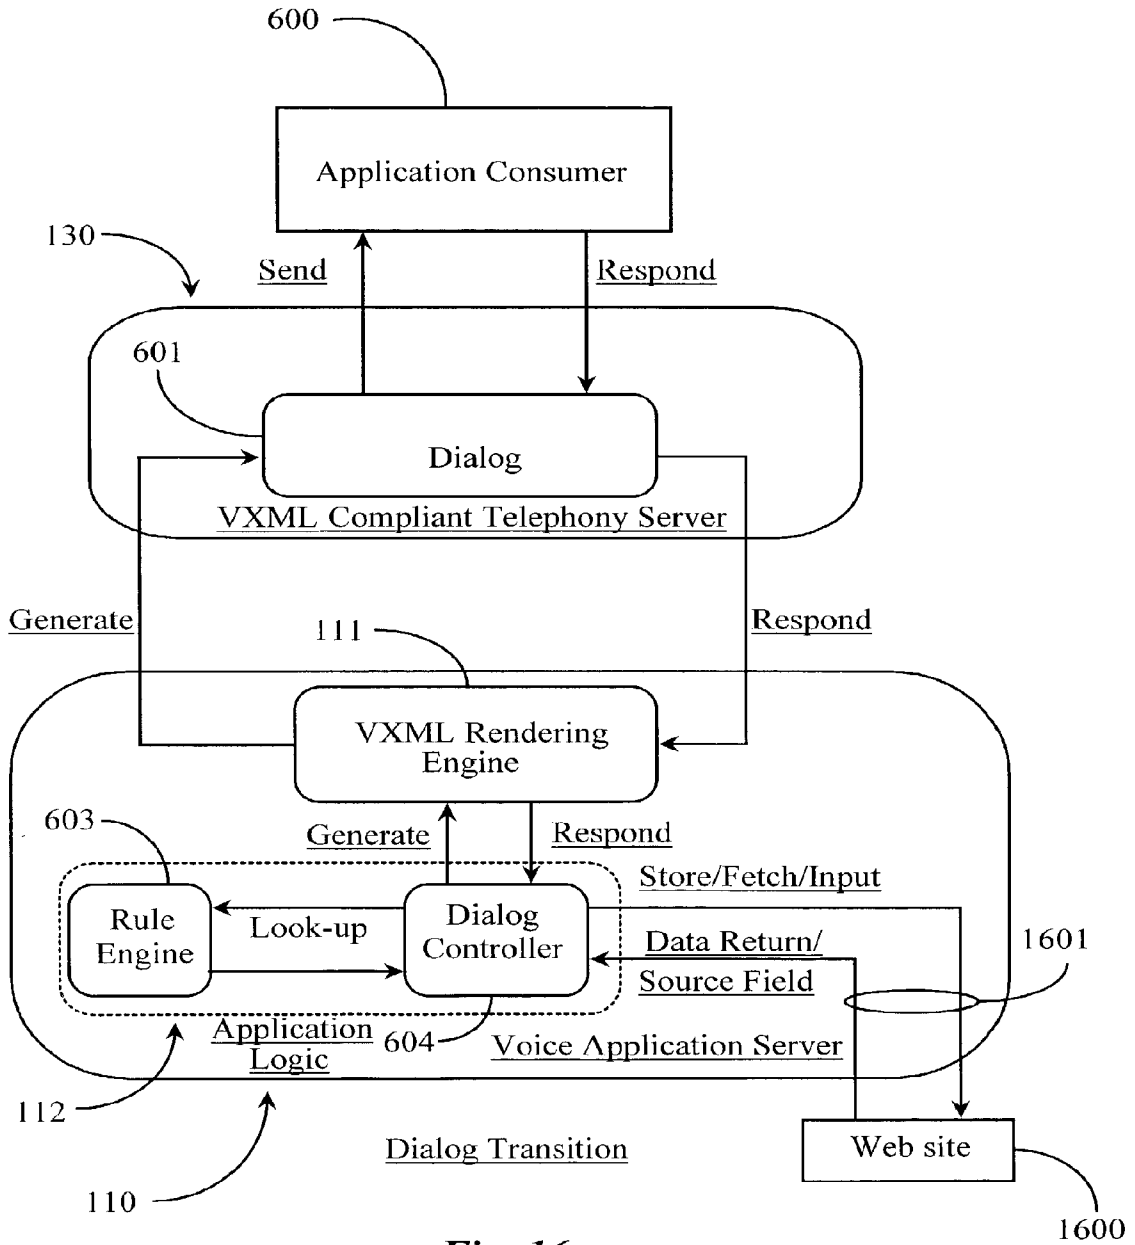 600
Application Consumer
130
Send
Respond
601
Dialog
VXML Compliant Telephony Server
Generate
111
Respond
VXML Rendering
Engine
603
Generate
Respond
Store/Fetch/Input
Rule
Engine
Look-up
Dialog
Controller
Data Return/
Source Field
1601
Application
Logic
604
Voice Application Server
112
Dialog Transition
Web site
110
1600
Fig. 16